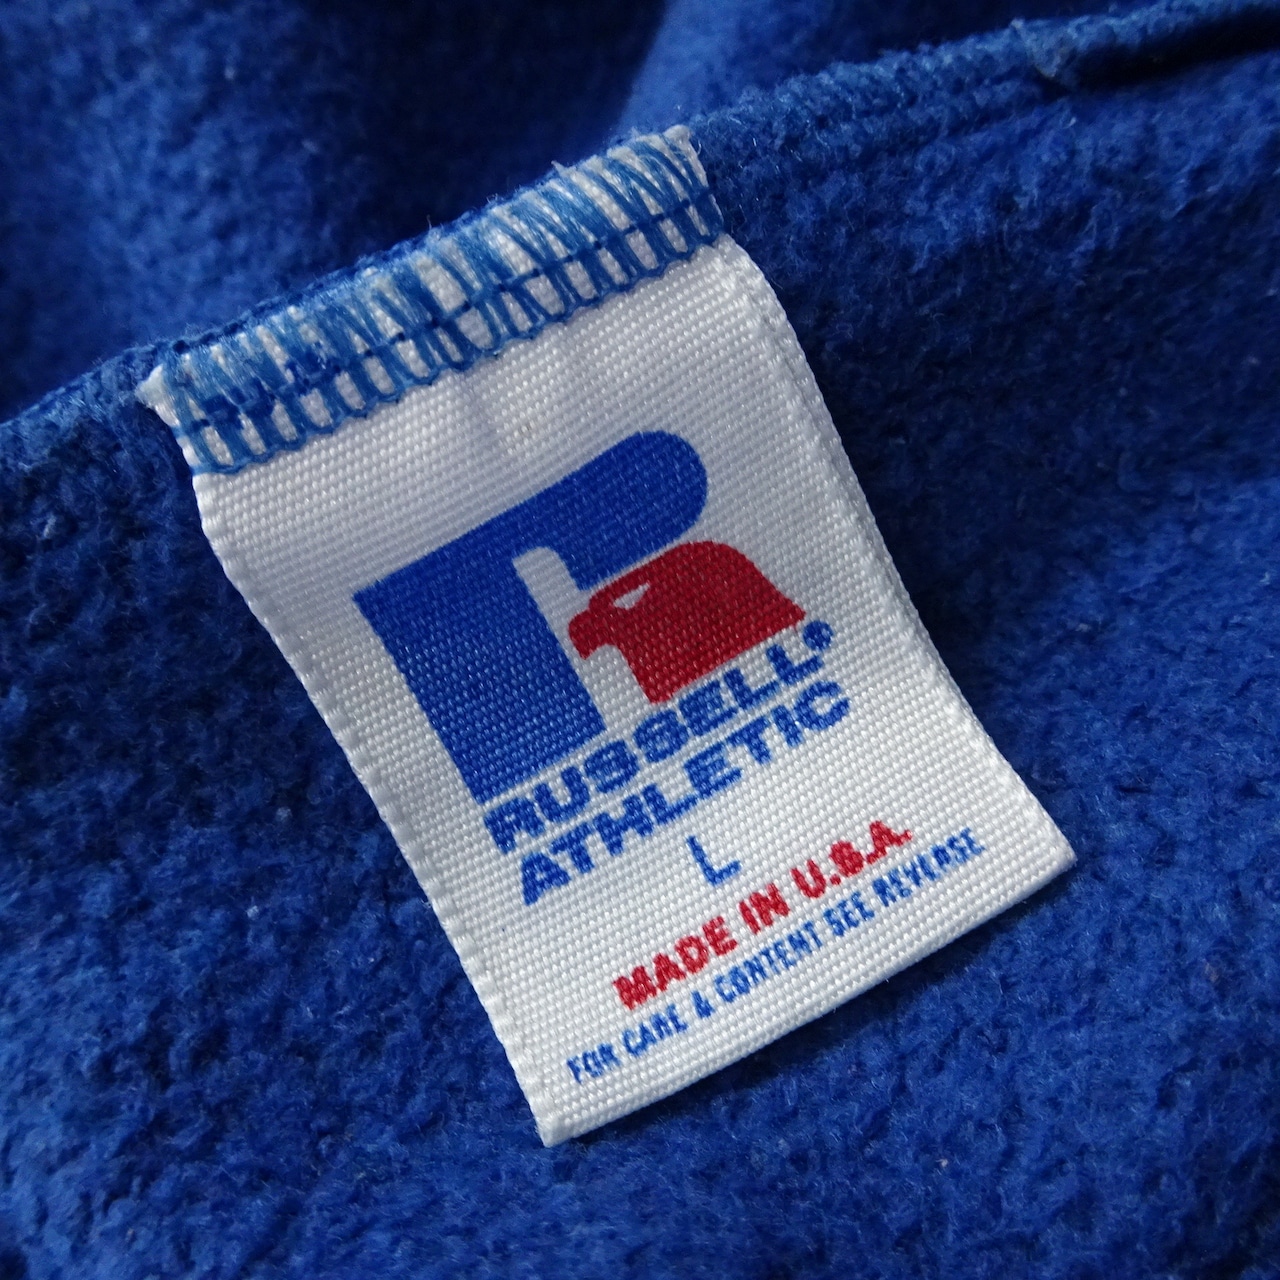 RUSSELL®
ATHLETIC
L
MADE IN U.S.A.
FOR CARE & CONTENT SEE REVERSE